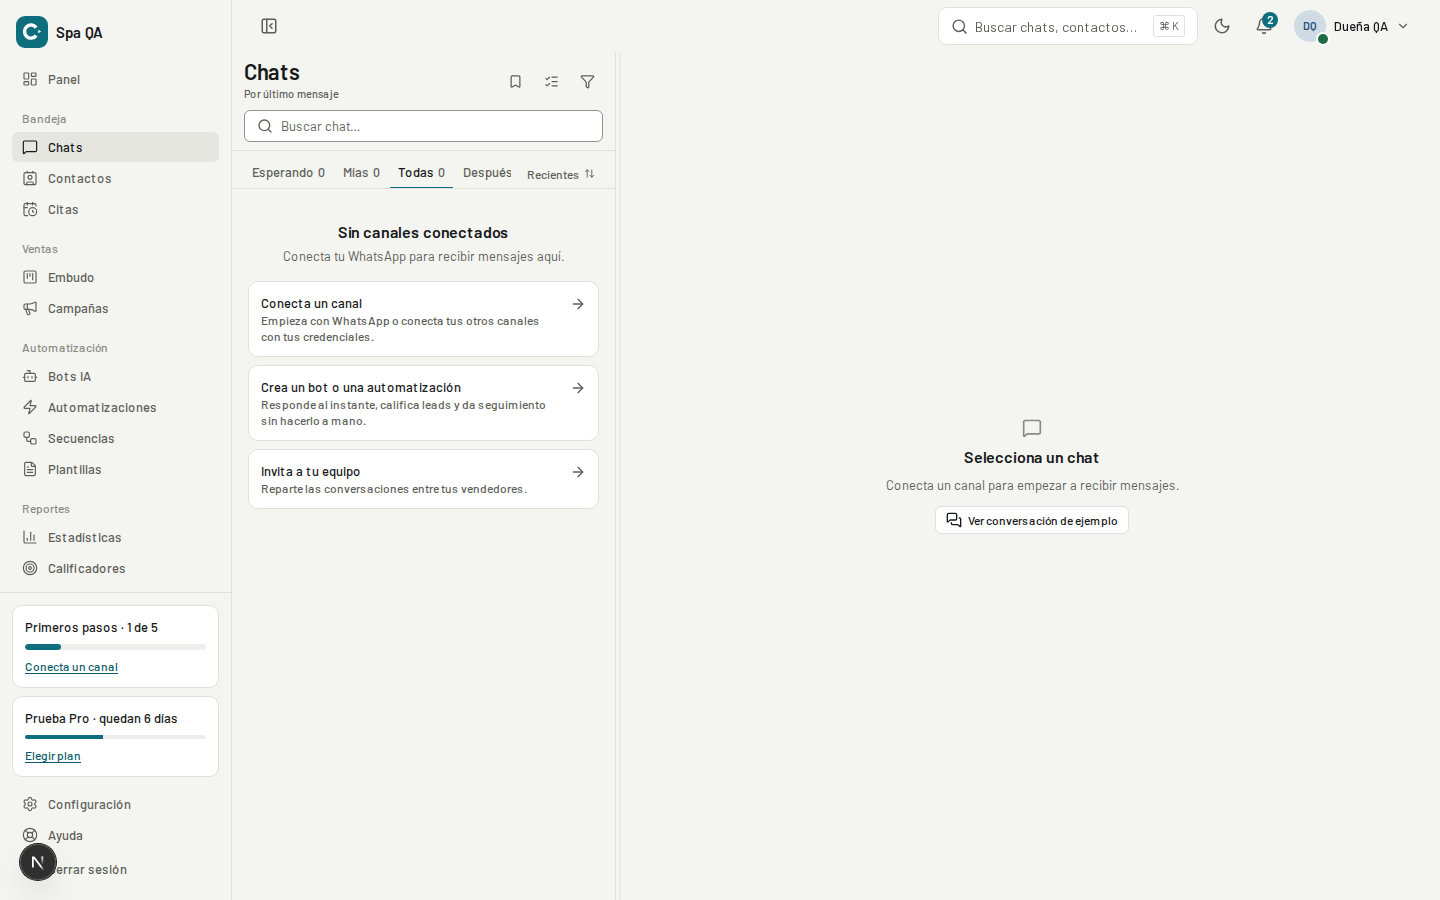 Spa QA
Buscar chats, contactos...
⌘ K
2
DQ
Dueña QA
Panel
Bandeja
Chats
Contactos
Citas
Ventas
Embudo
Campañas
Automatización
Bots IA
Automatizaciones
Secuencias
Plantillas
Reportes
Estadísticas
Calificadores
Primeros pasos · 1 de 5
Conecta un canal
Prueba Pro · quedan 6 días
Elegir plan
Configuración
Ayuda
N
errar sesión
Chats
Por último mensaje
Buscar chat...
Esperando 0 Mías 0 Todas 0 Después Recientes
Sin canales conectados
Conecta tu WhatsApp para recibir mensajes aquí.
Conecta un canal
Empieza con WhatsApp o conecta tus otros canales
con tus credenciales.
Crea un bot o una automatización
Responde al instante, califica leads y da seguimiento
sin hacerlo a mano.
Invita a tu equipo
Reparte las conversaciones entre tus vendedores.
Selecciona un chat
Conecta un canal para empezar a recibir mensajes.
Ver conversación de ejemplo